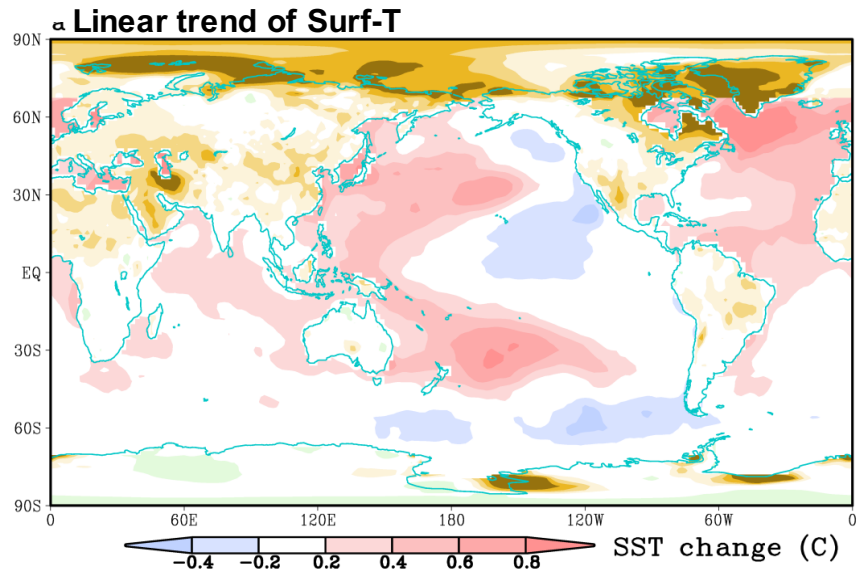 a Linear trend of Surf-T
90N
60N
30N
EQ
30S
60S
90S
0 60E 120E 180 120W 60W 0
-0.4 -0.2 0.2 0.4 0.6 0.8 SST change (C)